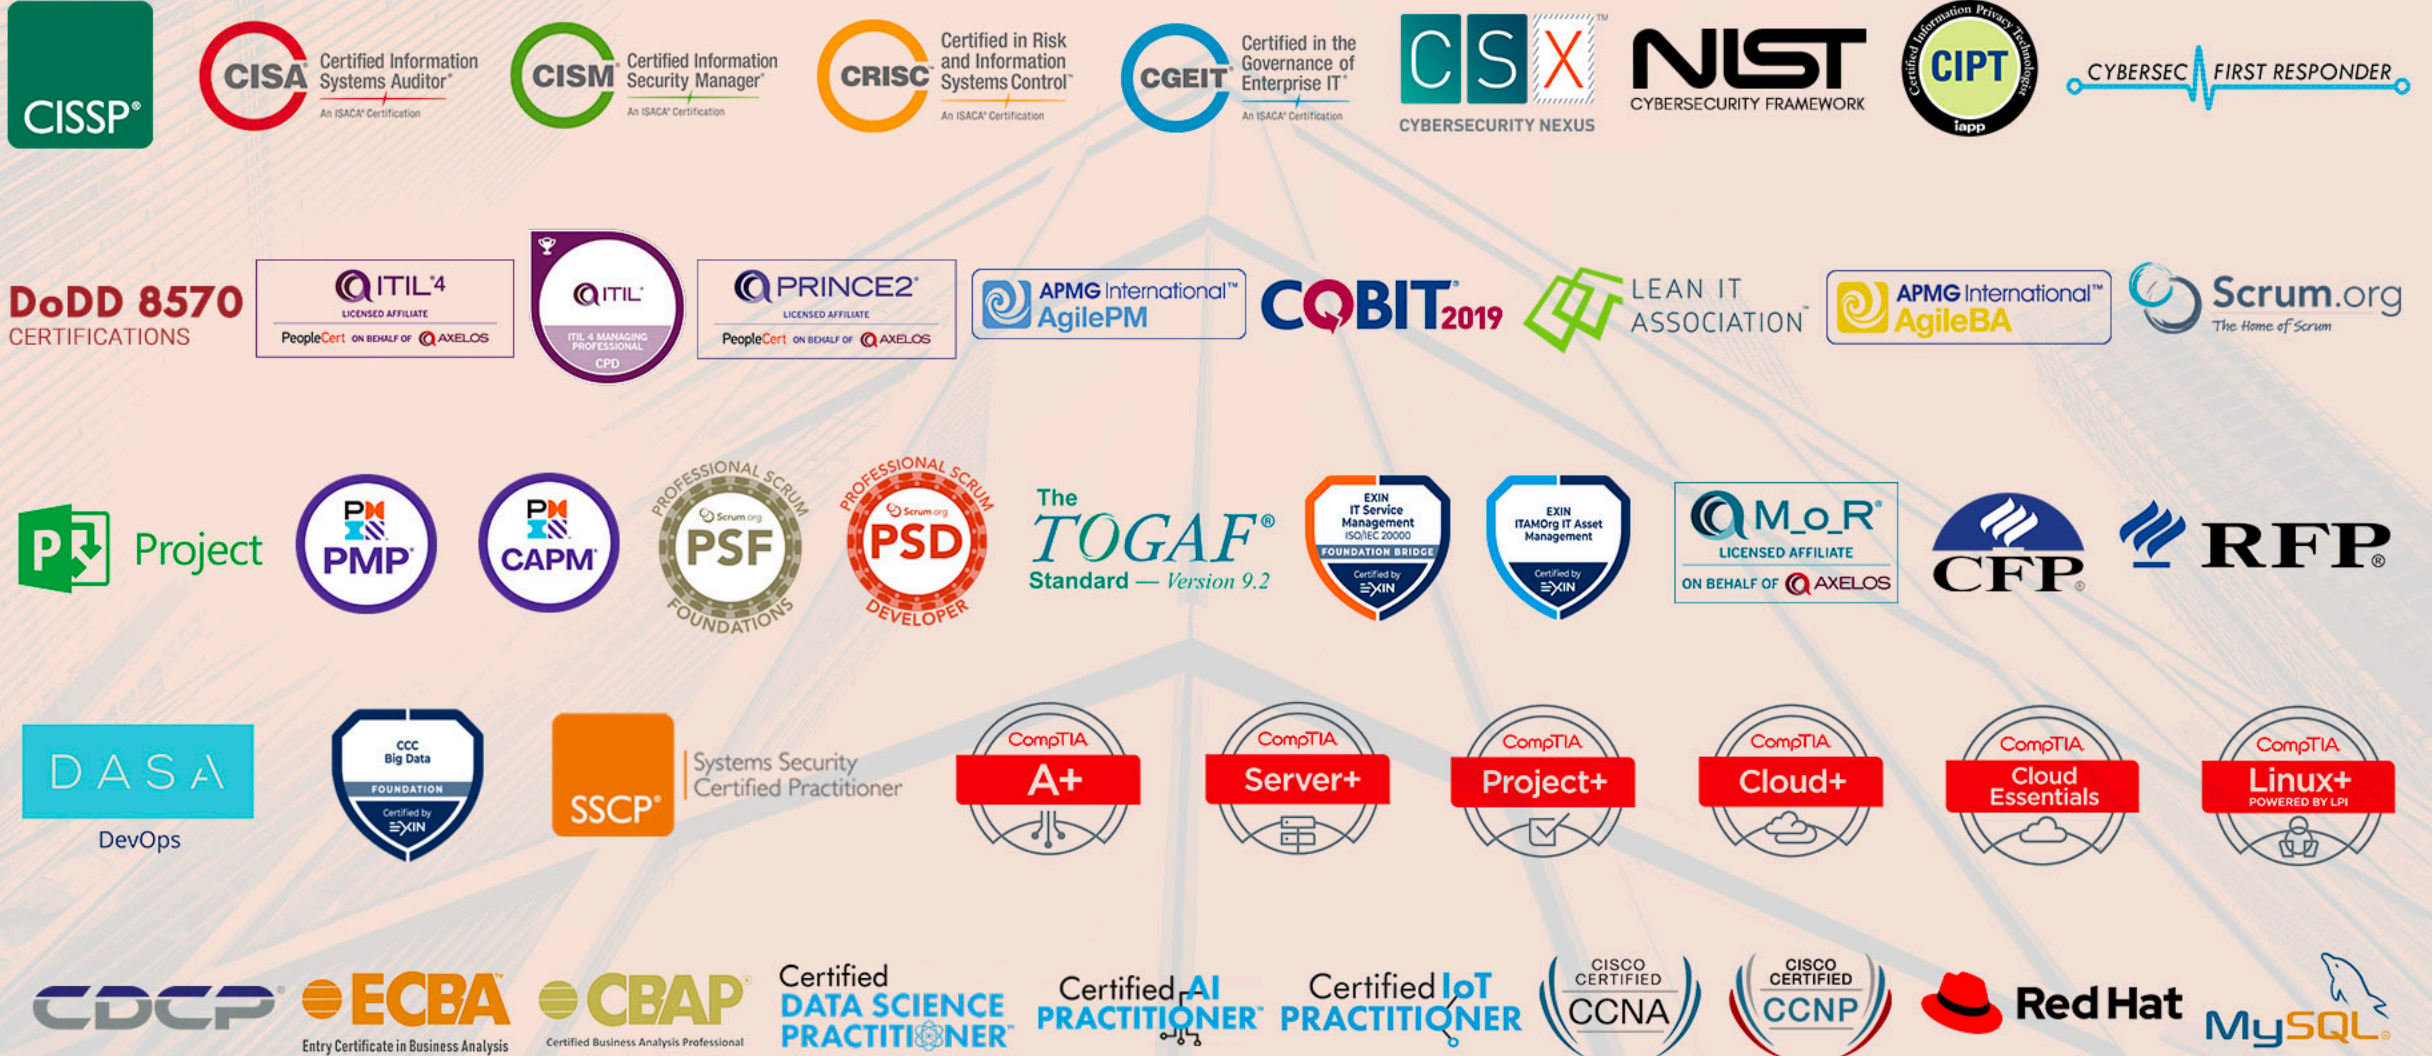 CISSP®
CISA®
Certified Information
Systems Auditor®
An ISACA® Certification
CISM®
Certified Information
Security Manager®
An ISACA® Certification
CRISC™
Certified in Risk
and Information
Systems Control™
An ISACA® Certification
CGEIT®
Certified in the
Governance of
Enterprise IT®
An ISACA® Certification
CSX™
CYBERSECURITY NEXUS
NIST
CYBERSECURITY FRAMEWORK
Certified Information Privacy Technologist
CIPT
iapp
CYBERSEC FIRST RESPONDER
DoDD 8570
CERTIFICATIONS
ITIL®4
LICENSED AFFILIATE
PeopleCert ON BEHALF OF AXELOS
ITIL®
ITIL 4 MANAGING
PROFESSIONAL
CPD
PRINCE2®
LICENSED AFFILIATE
PeopleCert ON BEHALF OF AXELOS
APMG International™
AgilePM
COBIT®2019
LEAN IT
ASSOCIATION™
APMG International™
AgileBA
Scrum.org
The Home of Scrum
P
Project
PM
PMP®
PM
CAPM®
PROFESSIONAL SCRUM
Scrum.org
PSF
FOUNDATIONS
PROFESSIONAL SCRUM
Scrum.org
PSD
DEVELOPER
The
TOGAF®
Standard — Version 9.2
EXIN
IT Service
Management
ISO/IEC 20000
FOUNDATION BRIDGE
Certified by
EXIN
EXIN
ITAMOrg IT Asset
Management
Certified by
EXIN
M_o_R®
LICENSED AFFILIATE
ON BEHALF OF AXELOS
CFP®
RFP®
DASA
DevOps
CCC
Big Data
FOUNDATION
Certified by
EXIN
SSCP®
Systems Security
Certified Practitioner
CompTIA
A+
CompTIA
Server+
CompTIA
Project+
CompTIA
Cloud+
CompTIA
Cloud
Essentials
CompTIA
Linux+
POWERED BY LPI
CDCP®
ECBA™
Entry Certificate in Business Analysis
CBAP®
Certified Business Analysis Professional
Certified
DATA SCIENCE
PRACTITIONER™
Certified AI
PRACTITIONER™
Certified IoT
PRACTITIONER
CISCO
CERTIFIED
CCNA
CISCO
CERTIFIED
CCNP
Red Hat
MySQL®